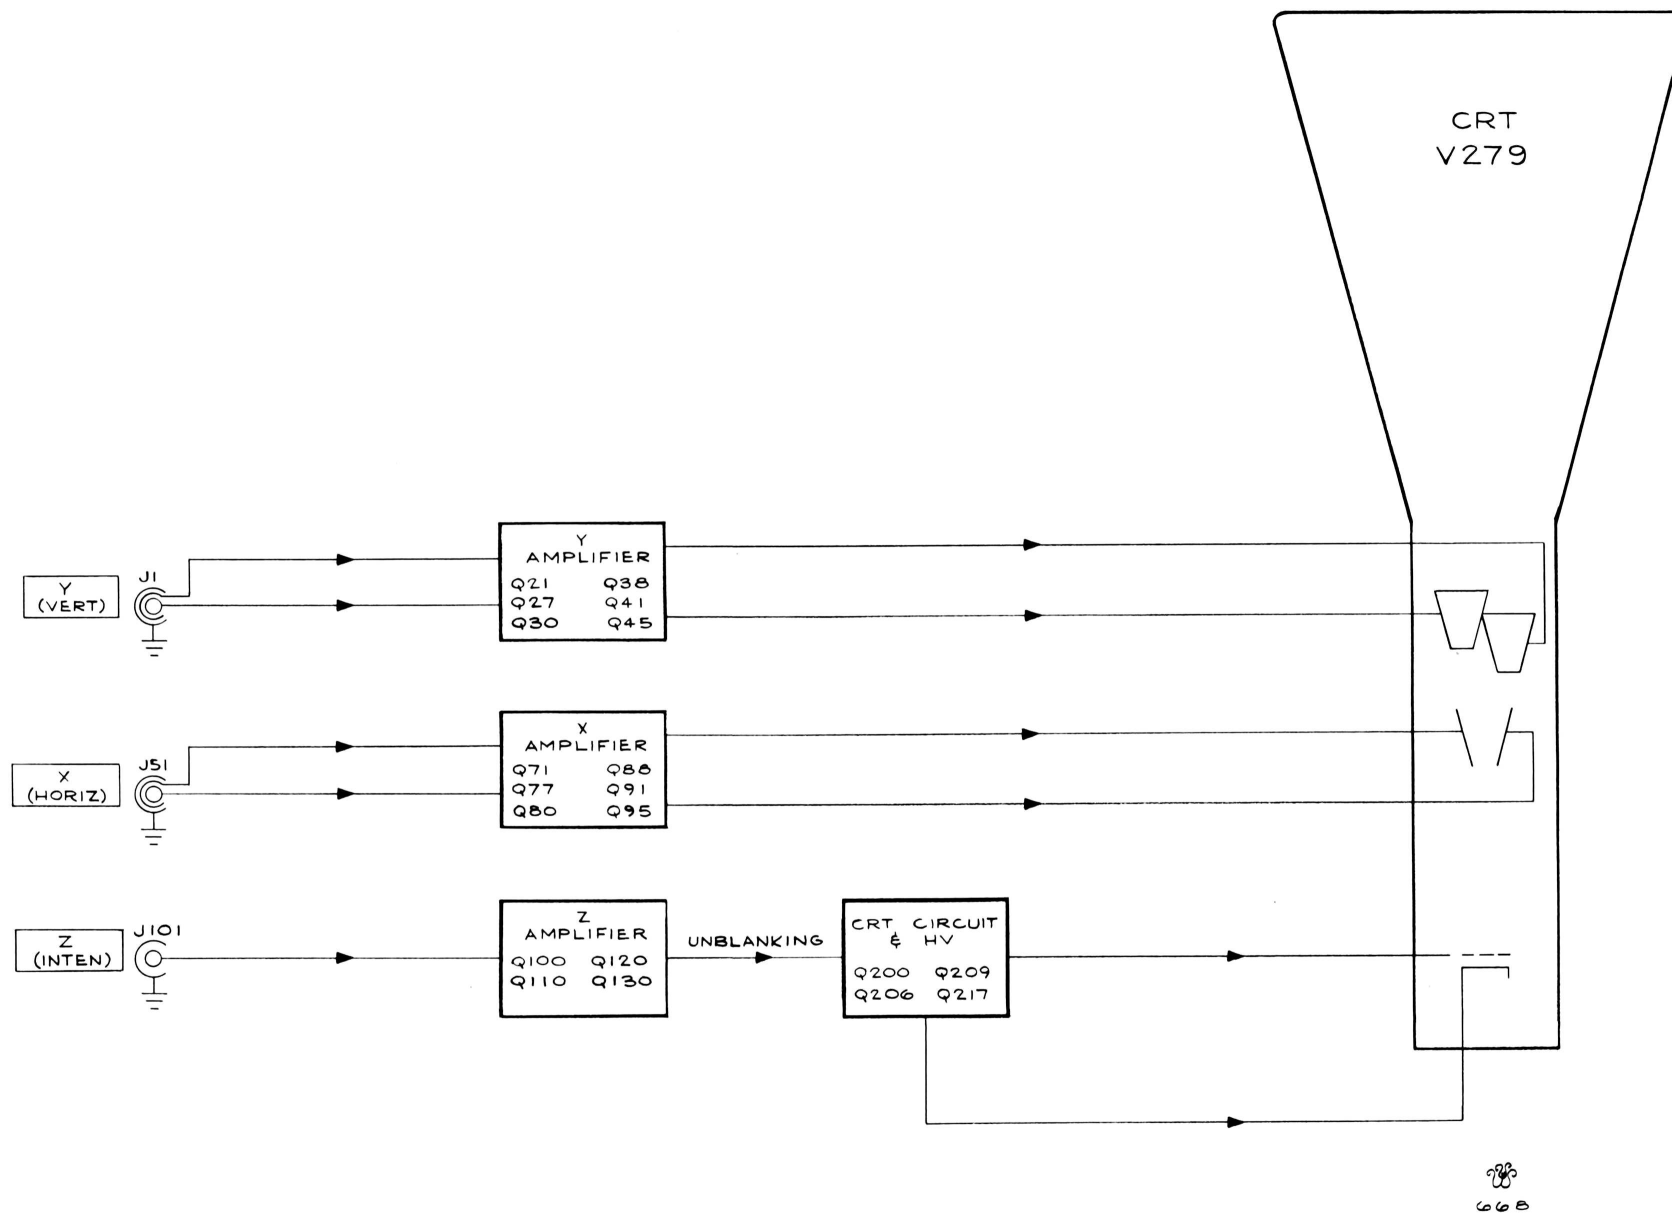 CRT
V279
Y
(VERT)
J1
Y
AMPLIFIER
Q21 Q38
Q27 Q41
Q30 Q45
X
(HORIZ)
J51
X
AMPLIFIER
Q71 Q88
Q77 Q91
Q80 Q95
Z
(INTEN)
J101
Z
AMPLIFIER
Q100 Q120
Q110 Q130
UNBLANKING
CRT CIRCUIT
& HV
Q200 Q209
Q206 Q217
668